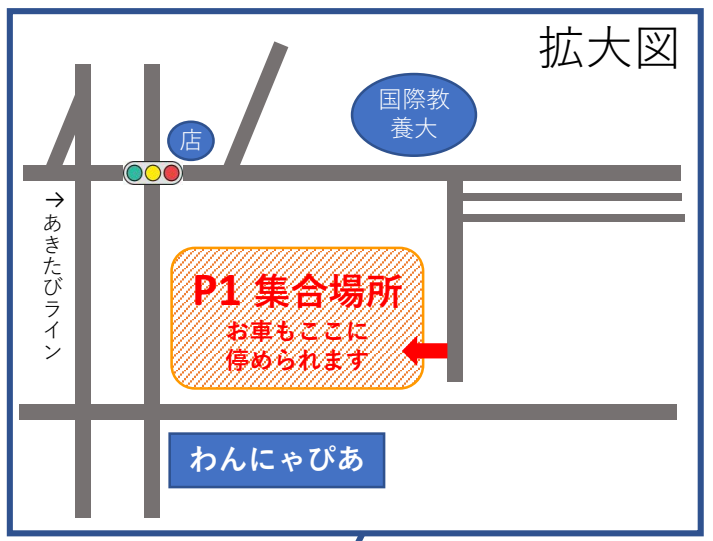 拡大図
国際教
養大
店
→あきたびライン
P1 集合場所
お車もここに
停められます
わんにゃぴあ